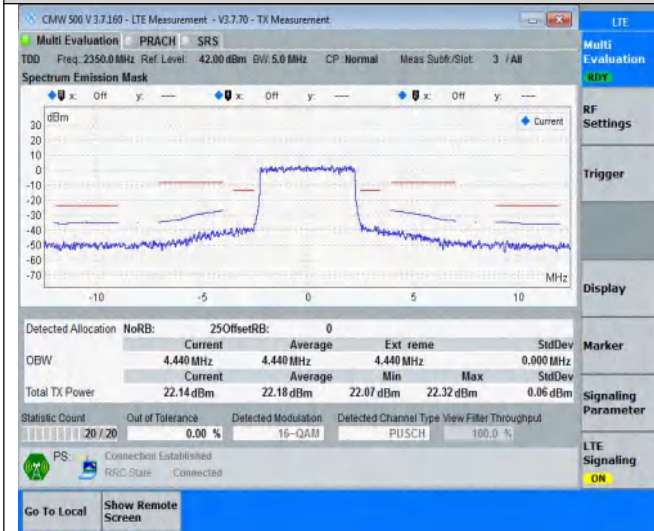 CMW 500 V 3.7.160 - LTE Measurement - V3.7.70 - TX Measurement
LTE
Multi Evaluation PRACH SRS
Multi Evaluation
RDY
TDD Freq.: 2350.0 MHz Ref. Level: 42.00 dBm BW: 5.0 MHz CP: Normal Meas Subfr./Slot: 3 / All
Spectrum Emission Mask
x: Off y: --- x: Off y: --- x: Off y: ---
dBm
Current
30
20
10
0
-10
-20
-30
-40
-50
-60
-70
MHz
-10 -5 0 5 10
RF Settings
Trigger
Display
Marker
Signaling Parameter
LTE Signaling
ON
Detected Allocation NoRB: 25 OffsetRB: 0
Current Average Ext reme StdDev
OBW 4.440 MHz 4.440 MHz 4.440 MHz 0.000 MHz
Current Average Min Max StdDev
Total TX Power 22.14 dBm 22.18 dBm 22.07 dBm 22.32 dBm 0.06 dBm
Statistic Count Out of Tolerance Detected Modulation Detected Channel Type View Filter Throughput
20 / 20 0.00 % 16-QAM PUSCH 100.0 %
PS: Connection Established
RRC State Connected
Go To Local
Show Remote Screen